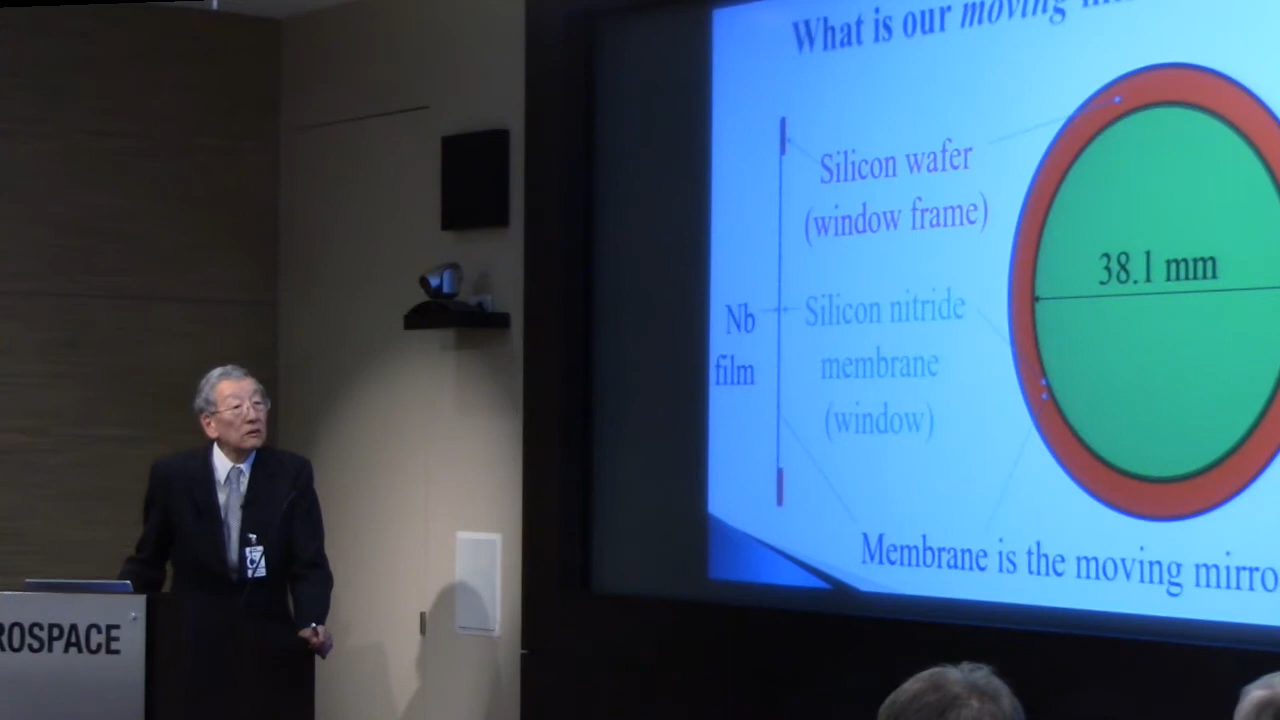 What is our moving
Silicon wafer
(window frame)
38.1 mm
Nb
film
Silicon nitride
membrane
(window)
Membrane is the moving mirro
ROSPACE